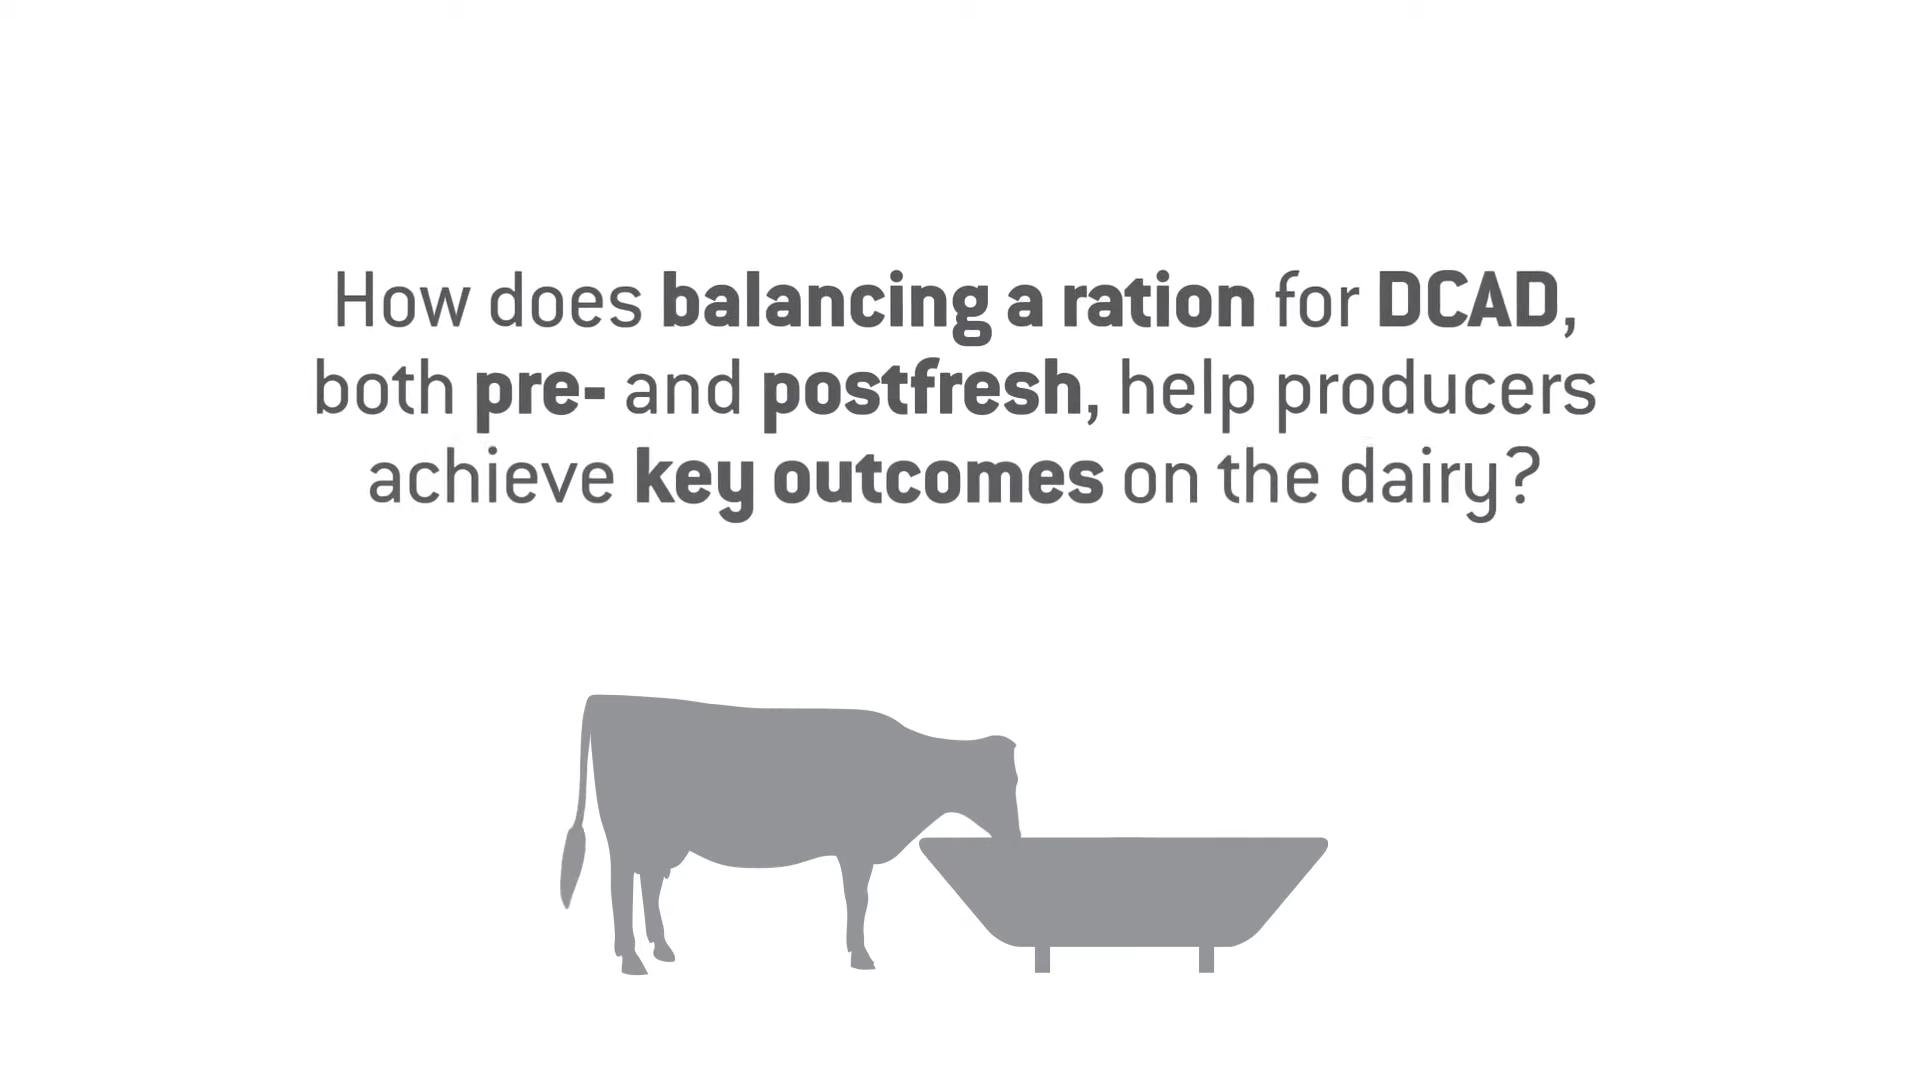 How does balancing a ration for DCAD,
both pre- and postfresh, help producers
achieve key outcomes on the dairy?